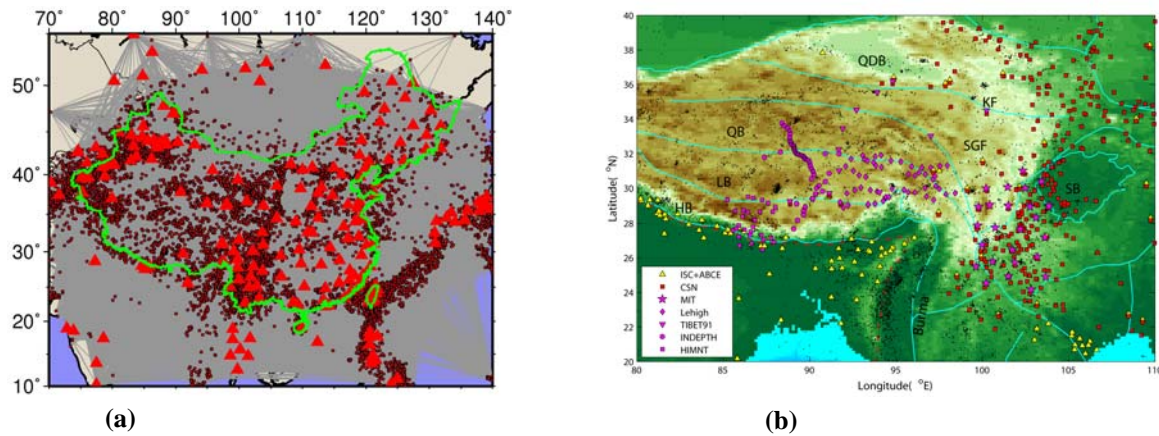 70˚ 80˚ 90˚ 100˚ 110˚ 120˚ 130˚ 140˚
50˚
40˚
30˚
20˚
10˚
(a)
40
38
36
34
32
30
28
26
24
22
20
Latitude( °N)
QDB
KF
QB
SGF
LB
SB
HB
Burma
ISC+ABCE
CSN
MIT
Lehigh
TIBET91
INDEPTH
HIMNT
80 85 90 95 100 105 110
Longitude( °E)
(b)